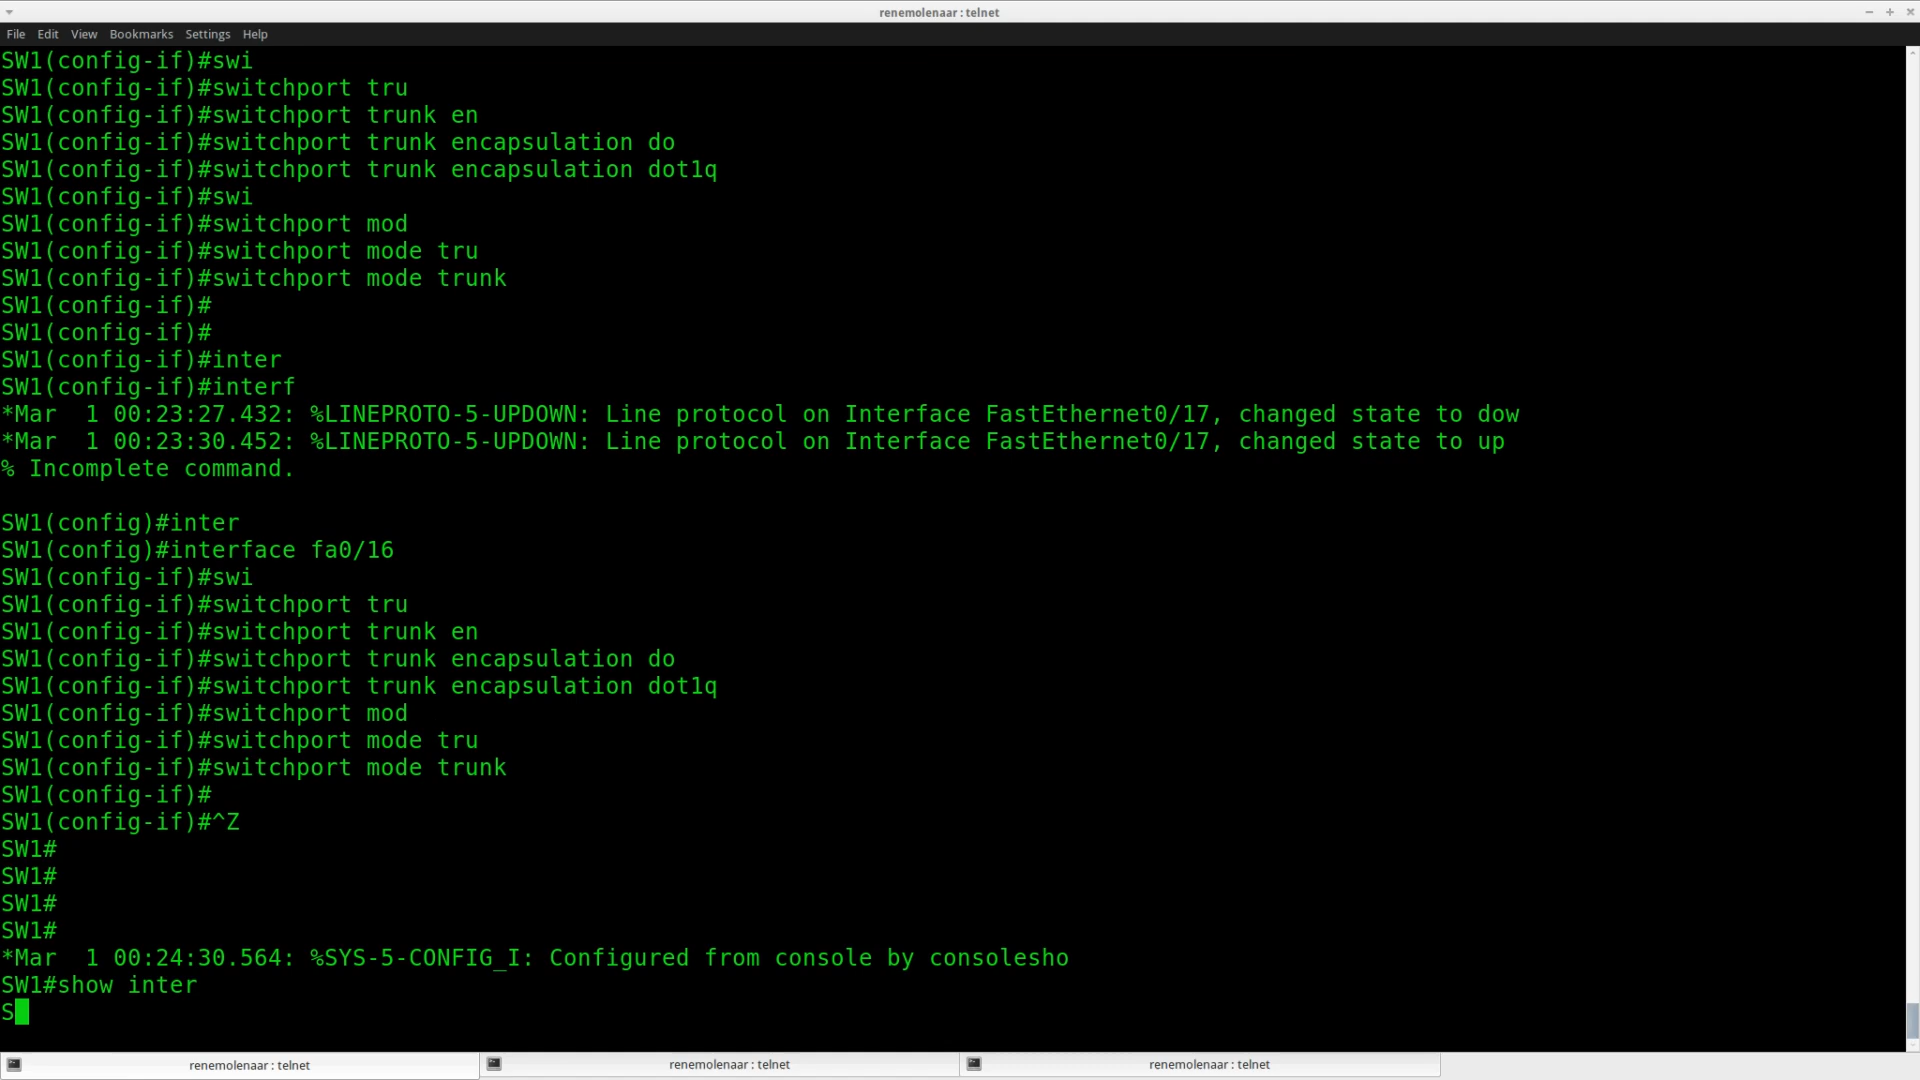 renemolenaar : telnet
File Edit View Bookmarks Settings Help
SW1(config-if)#swi
SW1(config-if)#switchport tru
SW1(config-if)#switchport trunk en
SW1(config-if)#switchport trunk encapsulation do
SW1(config-if)#switchport trunk encapsulation dot1q
SW1(config-if)#swi
SW1(config-if)#switchport mod
SW1(config-if)#switchport mode tru
SW1(config-if)#switchport mode trunk
SW1(config-if)#
SW1(config-if)#
SW1(config-if)#inter
SW1(config-if)#interf
*Mar  1 00:23:27.432: %LINEPROTO-5-UPDOWN: Line protocol on Interface FastEthernet0/17, changed state to dow
*Mar  1 00:23:30.452: %LINEPROTO-5-UPDOWN: Line protocol on Interface FastEthernet0/17, changed state to up
% Incomplete command.
SW1(config)#inter
SW1(config)#interface fa0/16
SW1(config-if)#swi
SW1(config-if)#switchport tru
SW1(config-if)#switchport trunk en
SW1(config-if)#switchport trunk encapsulation do
SW1(config-if)#switchport trunk encapsulation dot1q
SW1(config-if)#switchport mod
SW1(config-if)#switchport mode tru
SW1(config-if)#switchport mode trunk
SW1(config-if)#
SW1(config-if)#^Z
SW1#
SW1#
SW1#
SW1#
*Mar  1 00:24:30.564: %SYS-5-CONFIG_I: Configured from console by consolesho
SW1#show inter
S
renemolenaar : telnet renemolenaar : telnet renemolenaar : telnet